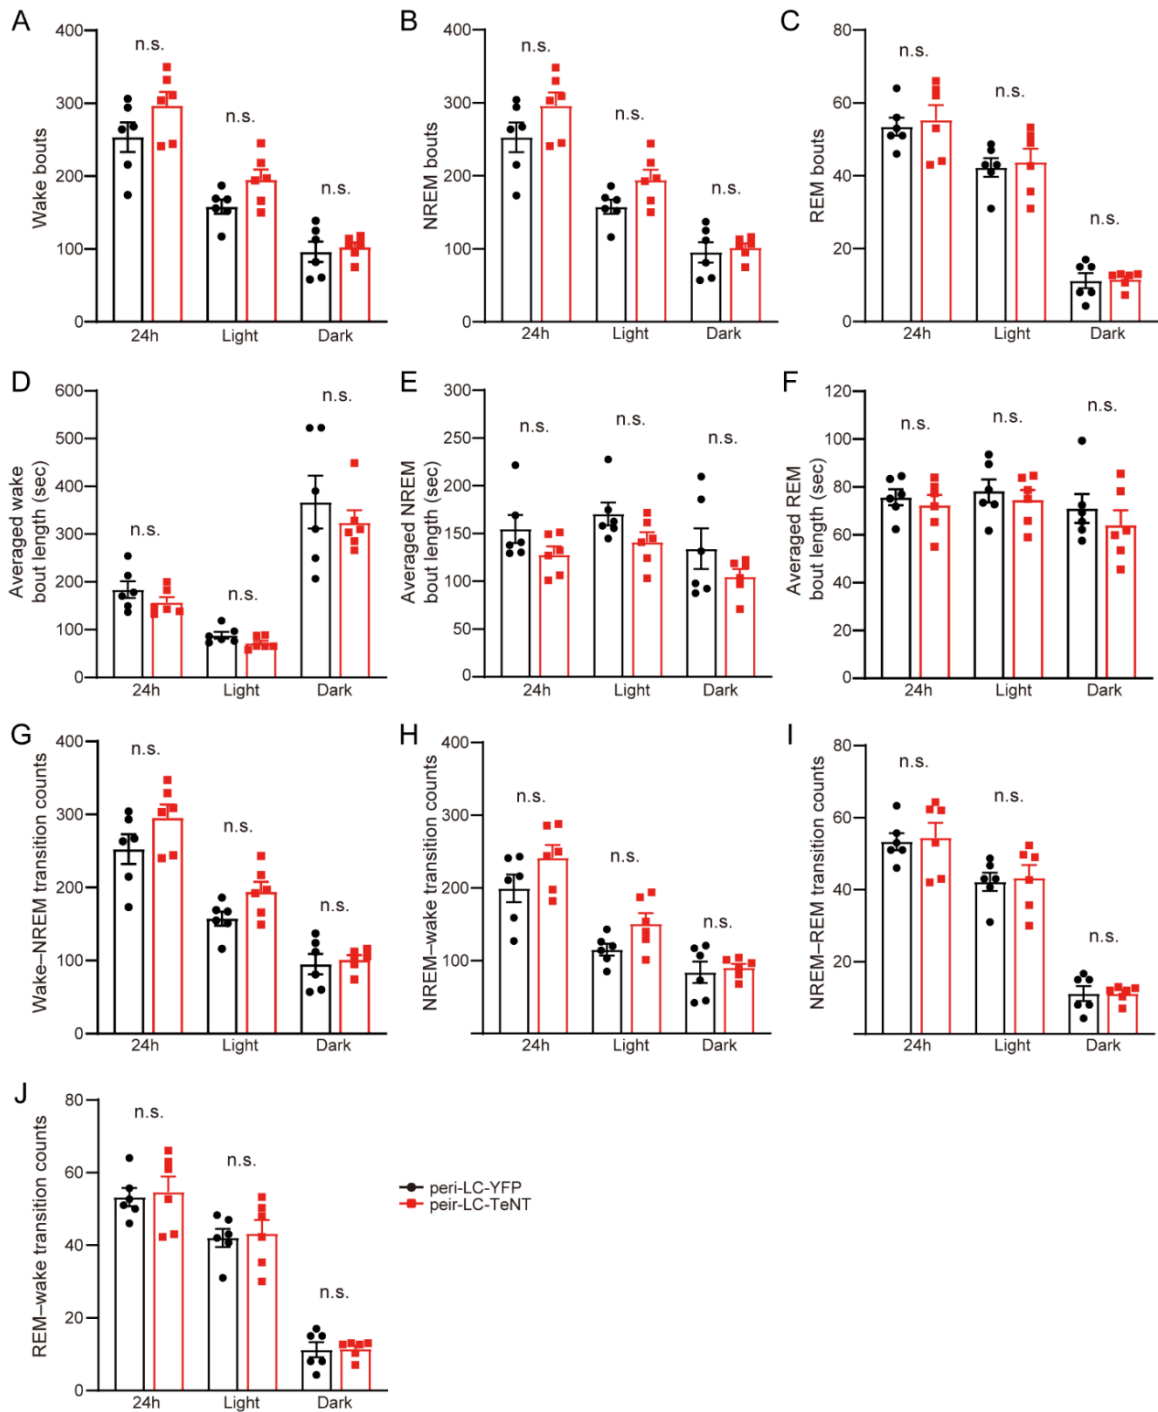 A
Wake bouts
400
300
200
100
0
n.s.
n.s.
n.s.
24h
Light
Dark
B
NREM bouts
400
300
200
100
0
n.s.
n.s.
n.s.
24h
Light
Dark
C
REM bouts
80
60
40
20
0
n.s.
n.s.
n.s.
24h
Light
Dark
D
Averaged wake
bout length (sec)
600
500
400
300
200
100
0
n.s.
n.s.
n.s.
24h
Light
Dark
E
Averaged NREM
bout length (sec)
300
250
200
150
100
50
0
n.s.
n.s.
n.s.
24h
Light
Dark
F
Averaged REM
bout length (sec)
120
100
80
60
40
20
0
n.s.
n.s.
n.s.
24h
Light
Dark
G
Wake–NREM transition counts
400
300
200
100
0
n.s.
n.s.
n.s.
24h
Light
Dark
H
NREM–wake transition counts
400
300
200
100
n.s.
n.s.
n.s.
24h
Light
Dark
I
NREM–REM transition counts
80
60
40
20
n.s.
n.s.
n.s.
24h
Light
Dark
J
REM–wake transition counts
80
60
40
20
0
n.s.
n.s.
n.s.
24h
Light
Dark
peri-LC-YFP
peir-LC-TeNT